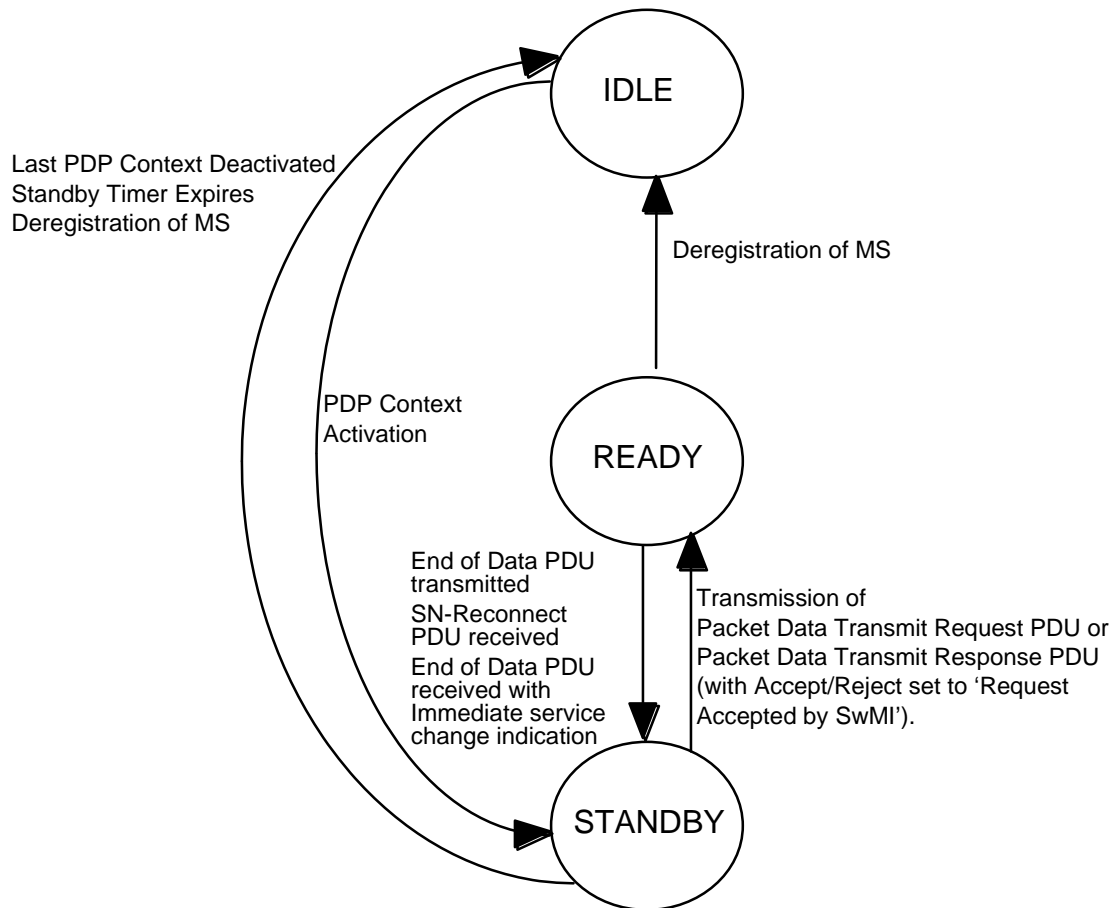 IDLE
Last PDP Context Deactivated
Standby Timer Expires
Deregistration of MS
Deregistration of MS
PDP Context
Activation
READY
End of Data PDU
transmitted
SN-Reconnect
PDU received
End of Data PDU
received with
Immediate service
change indication
Transmission of
Packet Data Transmit Request PDU or
Packet Data Transmit Response PDU
(with Accept/Reject set to ‘Request
Accepted by SwMI’).
STANDBY